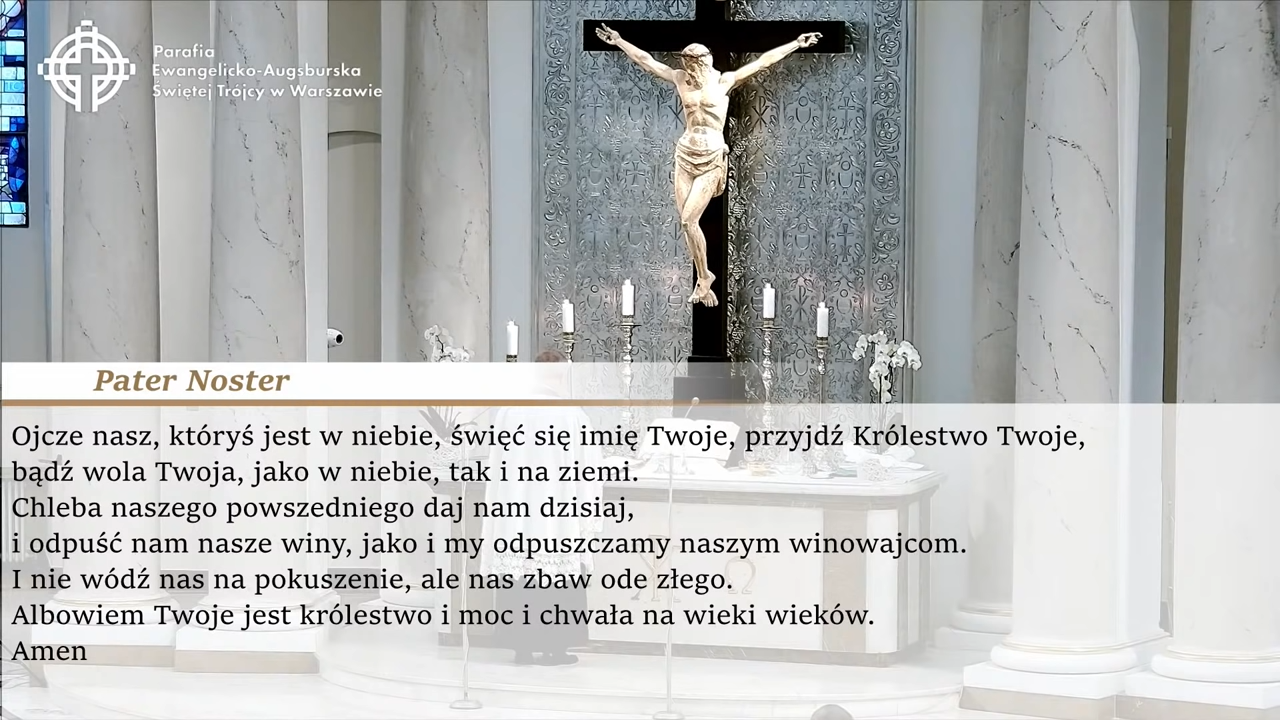 Parafia
Ewangelicko-Augsburska
Świętej Trójcy w Warszawie
Pater Noster
Ojcze nasz, któryś jest w niebie, święć się imię Twoje, przyjdź Królestwo Twoje,
bądź wola Twoja, jako w niebie, tak i na ziemi.
Chleba naszego powszedniego daj nam dzisiaj,
i odpuść nam nasze winy, jako i my odpuszczamy naszym winowajcom.
I nie wódź nas na pokuszenie, ale nas zbaw ode złego.
Albowiem Twoje jest królestwo i moc i chwała na wieki wieków.
Amen